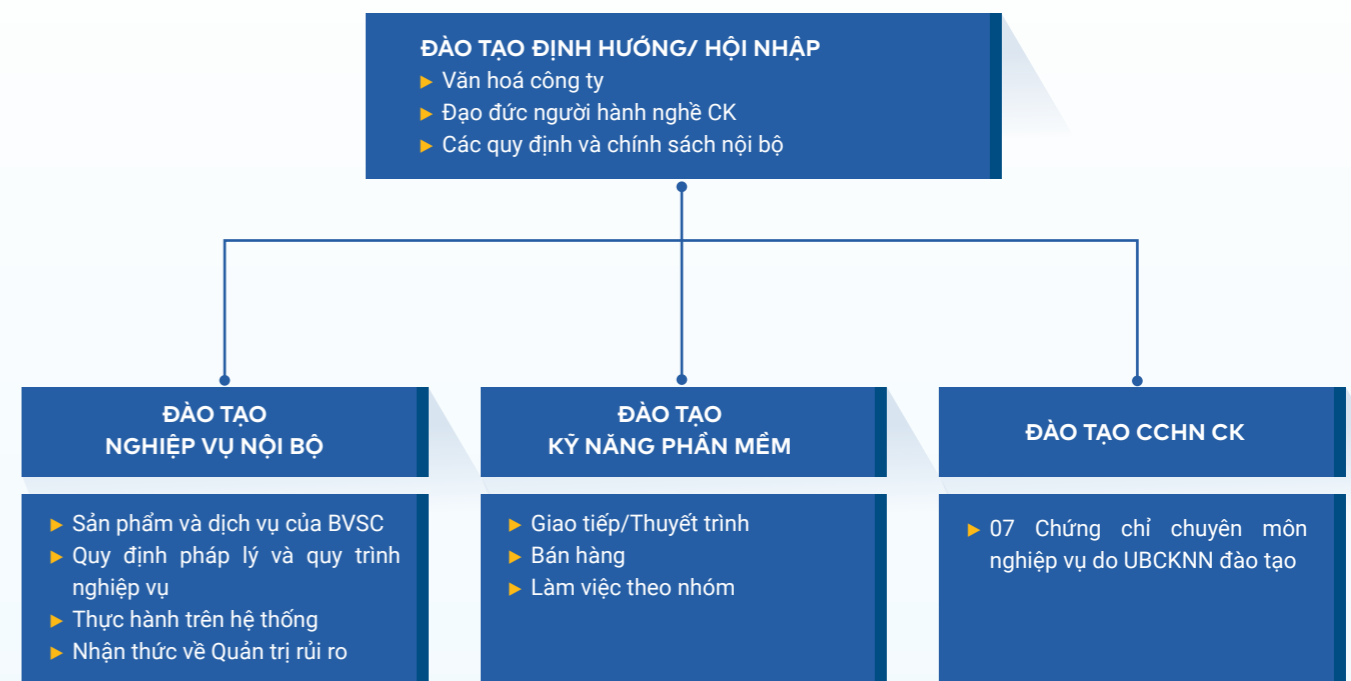 ĐÀO TẠO ĐỊNH HƯỚNG/ HỘI NHẬP
► Văn hoá công ty
► Đạo đức người hành nghề CK
► Các quy định và chính sách nội bộ
ĐÀO TẠO
NGHIỆP VỤ NỘI BỘ
► Sản phẩm và dịch vụ của BVSC
► Quy định pháp lý và quy trình
nghiệp vụ
► Thực hành trên hệ thống
► Nhận thức về Quản trị rủi ro
ĐÀO TẠO
KỸ NĂNG PHẦN MỀM
► Giao tiếp/Thuyết trình
► Bán hàng
► Làm việc theo nhóm
ĐÀO TẠO CCHN CK
► 07 Chứng chỉ chuyên môn
nghiệp vụ do UBCKNN đào tạo